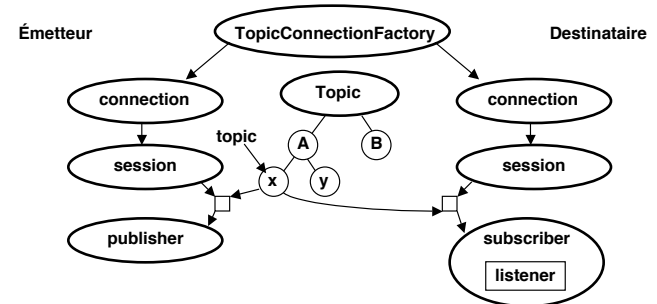 Émetteur
TopicConnectionFactory
Destinataire
connection
Topic
connection
topic
A
B
session
x
y
session
publisher
subscriber
listener